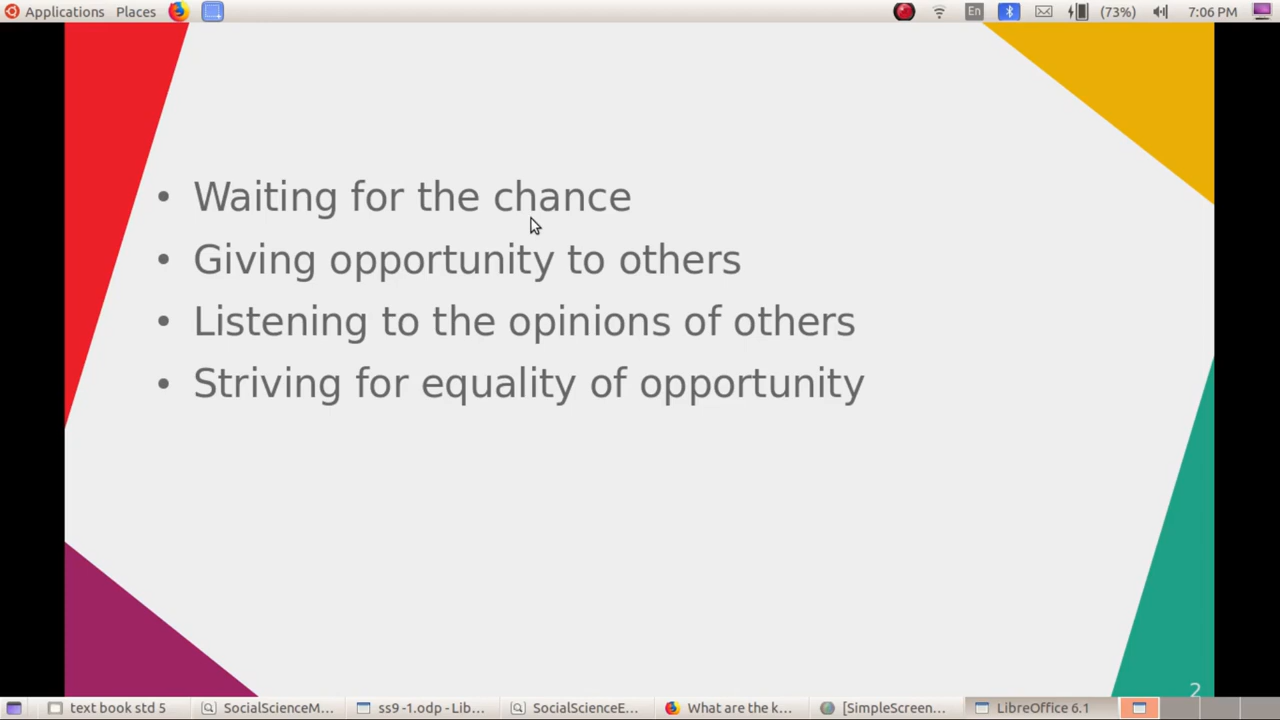 Applications Places En (73%) 7:06 PM
• Waiting for the chance
• Giving opportunity to others
• Listening to the opinions of others
• Striving for equality of opportunity
2
text book std 5 SocialScienceM... ss9 -1.odp - Lib... SocialScienceE... What are the k... [SimpleScreen... LibreOffice 6.1